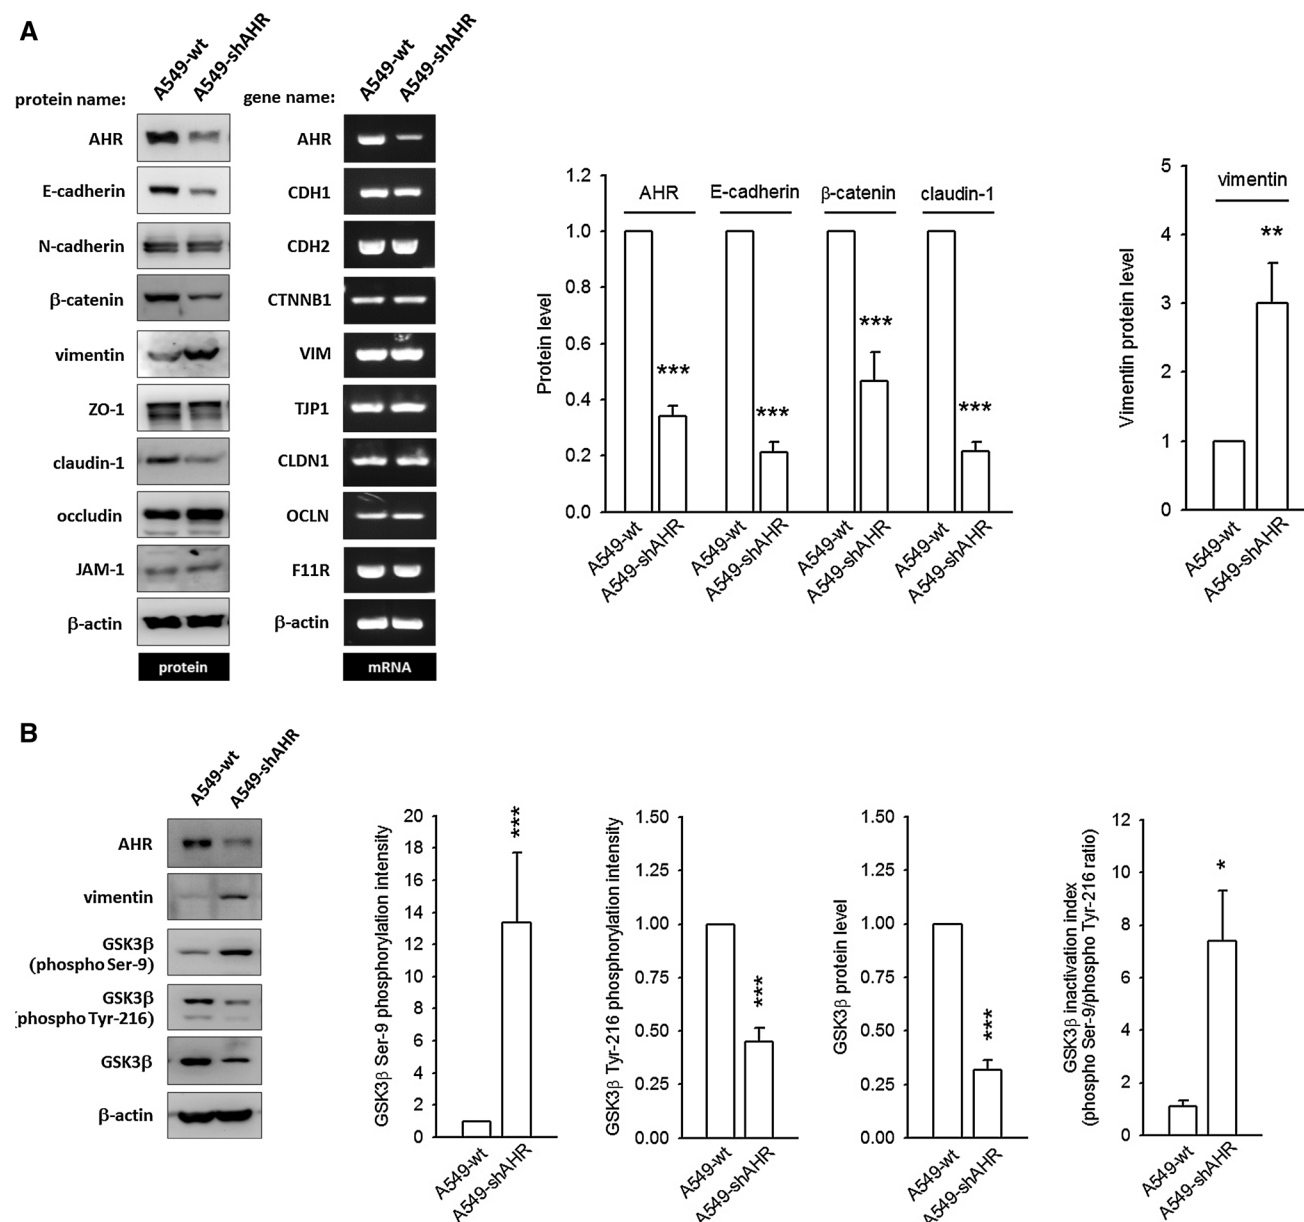 A
A549-wt
A549-shAHR
A549-wt
A549-shAHR
protein name:
gene name:
AHR
AHR
E-cadherin
CDH1
N-cadherin
CDH2
β-catenin
CTNNB1
vimentin
VIM
ZO-1
TJP1
claudin-1
CLDN1
occludin
OCLN
JAM-1
F11R
β-actin
β-actin
protein
mRNA
Protein level
1.2
1.0
0.8
0.6
0.4
0.2
0.0
AHR
E-cadherin
β-catenin
claudin-1
***
***
***
***
A549-wt
A549-shAHR
A549-wt
A549-shAHR
A549-wt
A549-shAHR
A549-wt
A549-shAHR
Vimentin protein level
5
4
3
2
1
0
vimentin
**
A549-wt
A549-shAHR
B
A549-wt
A549-shAHR
AHR
vimentin
GSK3β
(phospho Ser-9)
GSK3β
(phospho Tyr-216)
GSK3β
β-actin
GSK3β Ser-9 phosphorylation intensity
20
18
16
14
12
10
8
6
4
2
0
***
A549-wt
A549-shAHR
GSK3β Tyr-216 phosphorylation intensity
1.50
1.25
1.00
0.75
0.50
0.25
0.00
***
A549-wt
A549-shAHR
GSK3β protein level
1.50
1.25
1.00
0.75
0.50
0.25
0.00
***
A549-wt
A549-shAHR
GSK3β inactivation index
(phospho Ser-9/phospho Tyr-216 ratio)
12
10
8
6
4
2
0
*
A549-wt
A549-shAHR